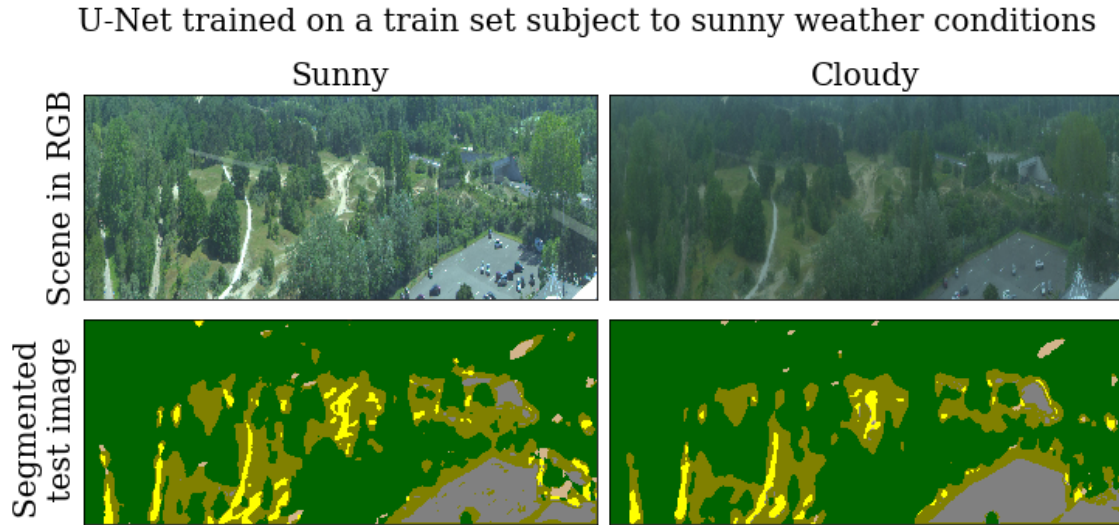 U-Net trained on a train set subject to sunny weather conditions
Sunny
Cloudy
Scene in RGB
Segmented
test image